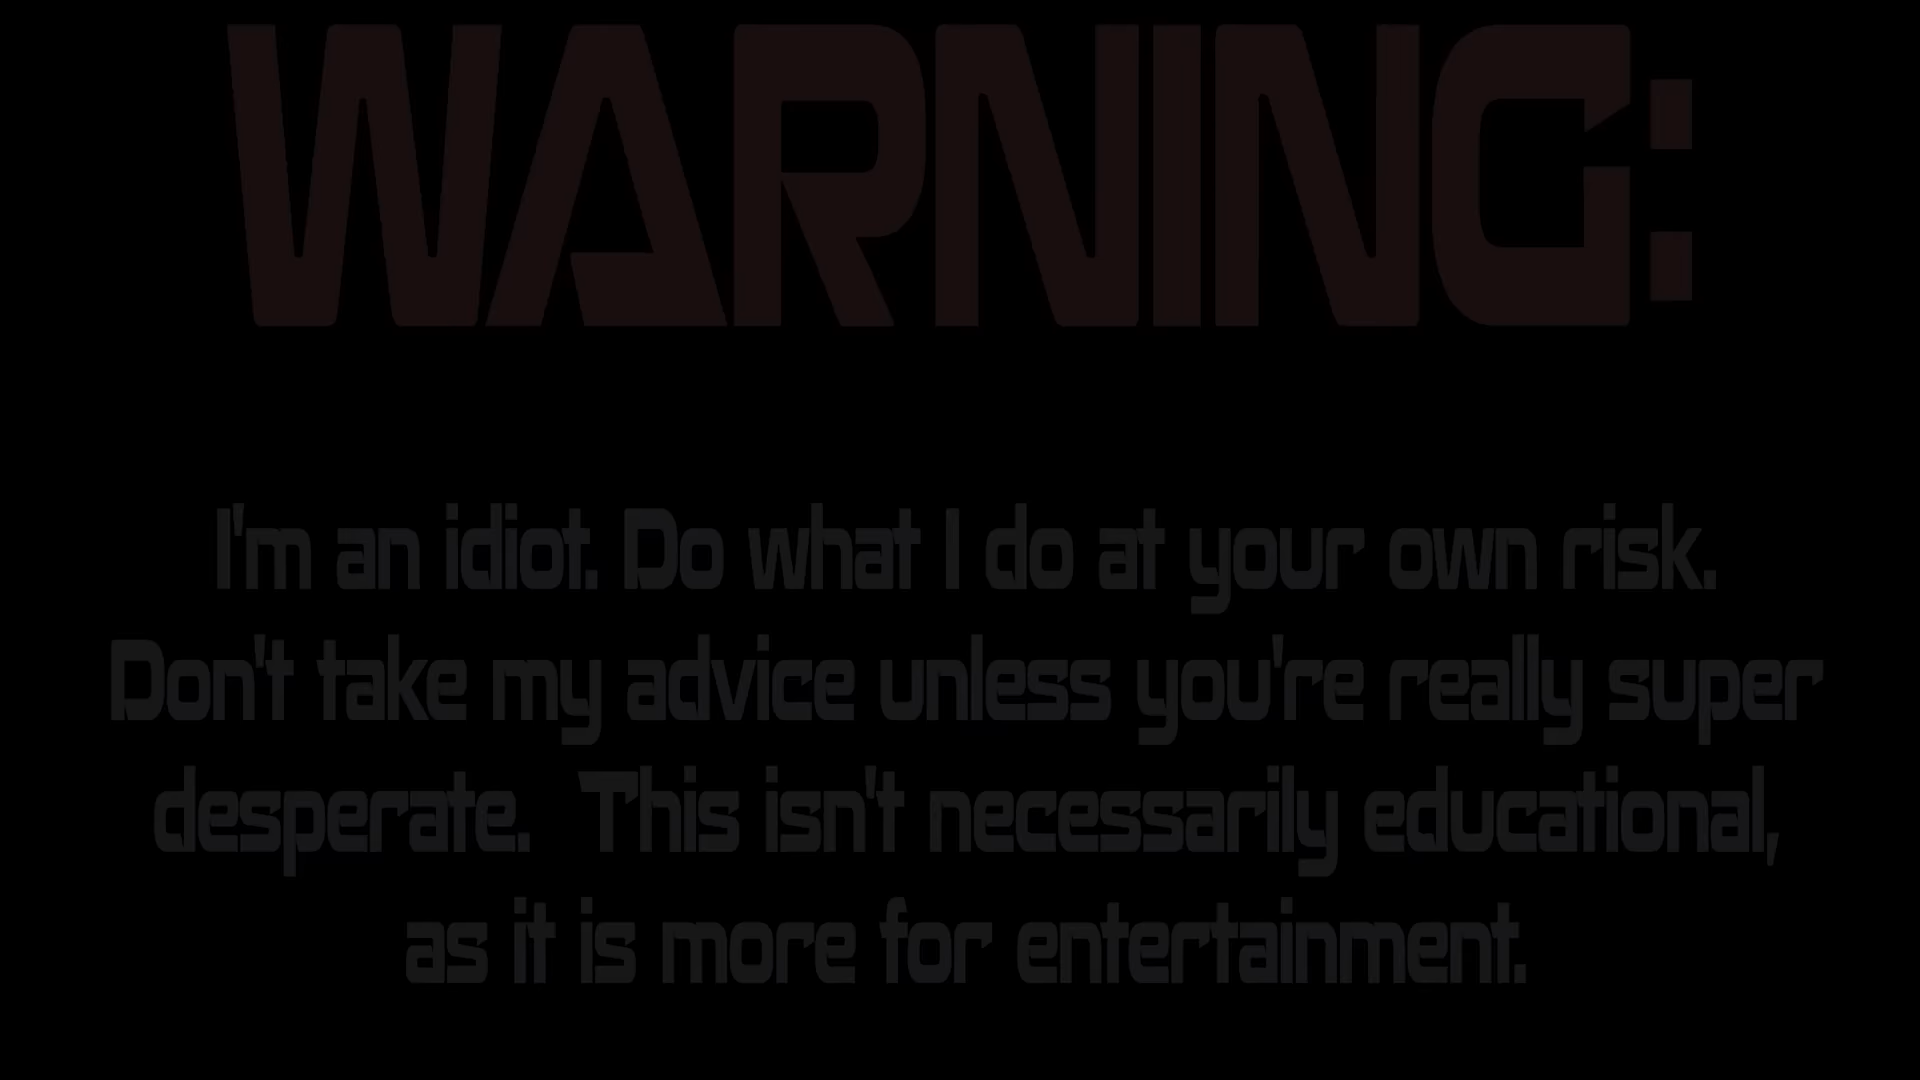 WARNING:
I'm an idiot. Do what I do at your own risk.
Don't take my advice unless you're really super
desperate.  This isn't necessarily educational,
as it is more for entertainment.